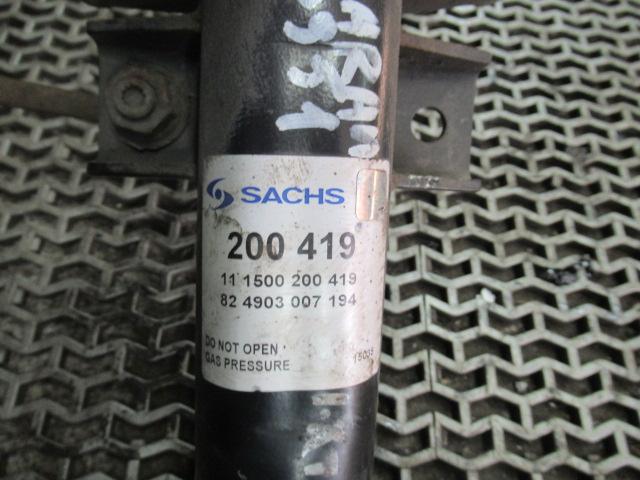 SACHS
200 419
11 1500 200 419
82 4903 007 194
DO NOT OPEN
GAS PRESSURE